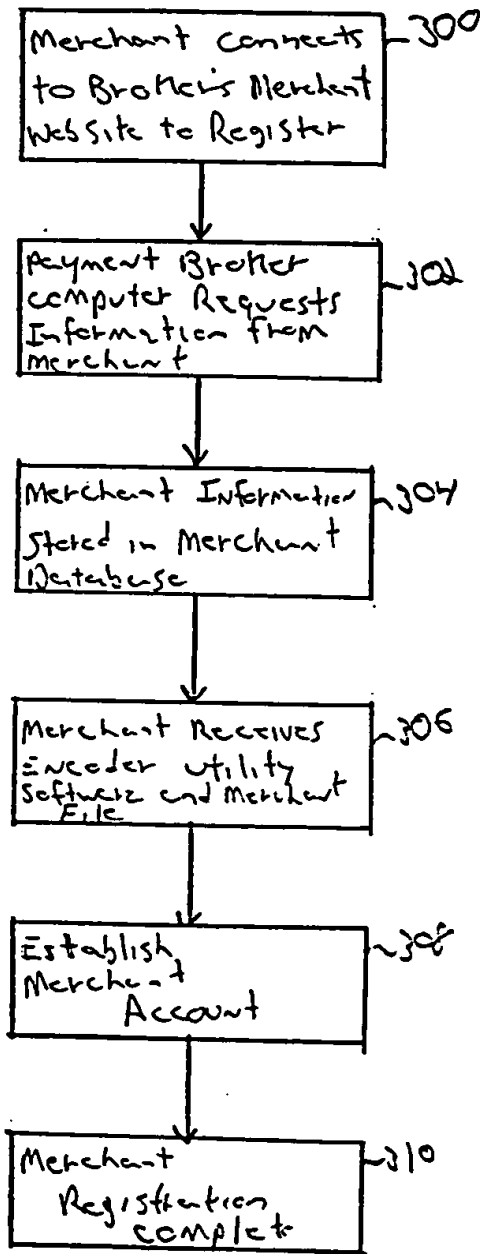 Merchant connects
300
to Broker's Merchant
Website to Register
Payment Broker
302
computer Requests
Information from
merchant
Merchant Information
304
Stored in Merchant
Database
Merchant Receives
306
Encoder utility
Software and Merchant
File
Establish
308
Merchant
Account
Merchant
310
Registration
complete